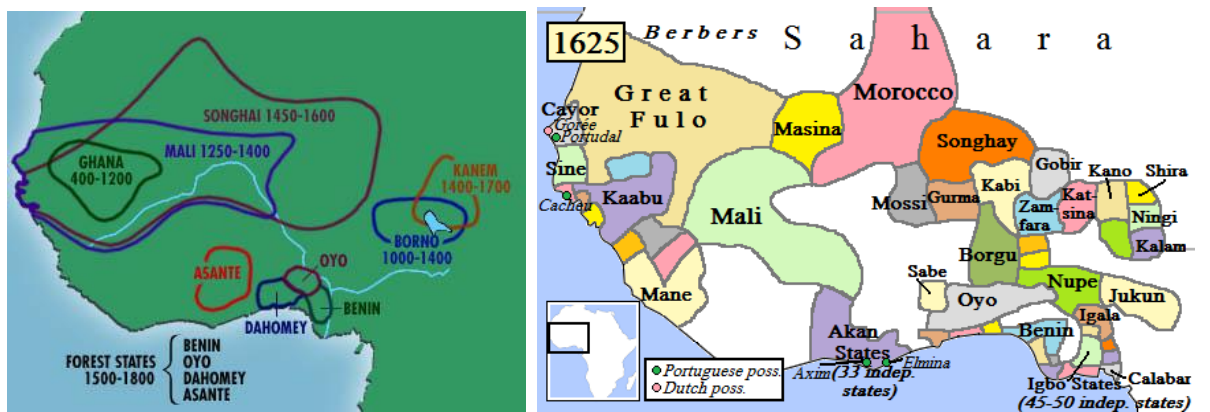 SONGHAI 1450-1600
MALI 1250-1400
GHANA
400-1200
KANEM
1400-1700
BORNO
1000-1400
ASANTE
OYO
BENIN
DAHOMEY
FOREST STATES
1500-1800
BENIN
OYO
DAHOMEY
ASANTE
1625
Berbers
Sahara
Great
Fulo
Morocco
Cayor
Gorée
Portudal
Masina
Songhay
Sine
Gobir
Kano
Shira
Kaabu
Cacheu
Mali
Mossi
Gurma
Kabi
Zam-
fara
Kat-
sina
Ningi
Kalam
Borgu
Mane
Sabe
Oyo
Nupe
Jukun
Igala
Akan
States
(33 indep.
states)
Benin
Axim
Elmina
Igbo States
(45-50 indep. states)
Calabar
Portuguese poss.
Dutch poss.